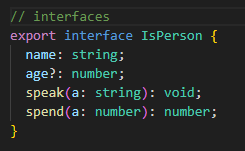 // interfaces
export interface IsPerson {
  name: string;
  age?: number;
  speak(a: string): void;
  spend(a: number): number;
}